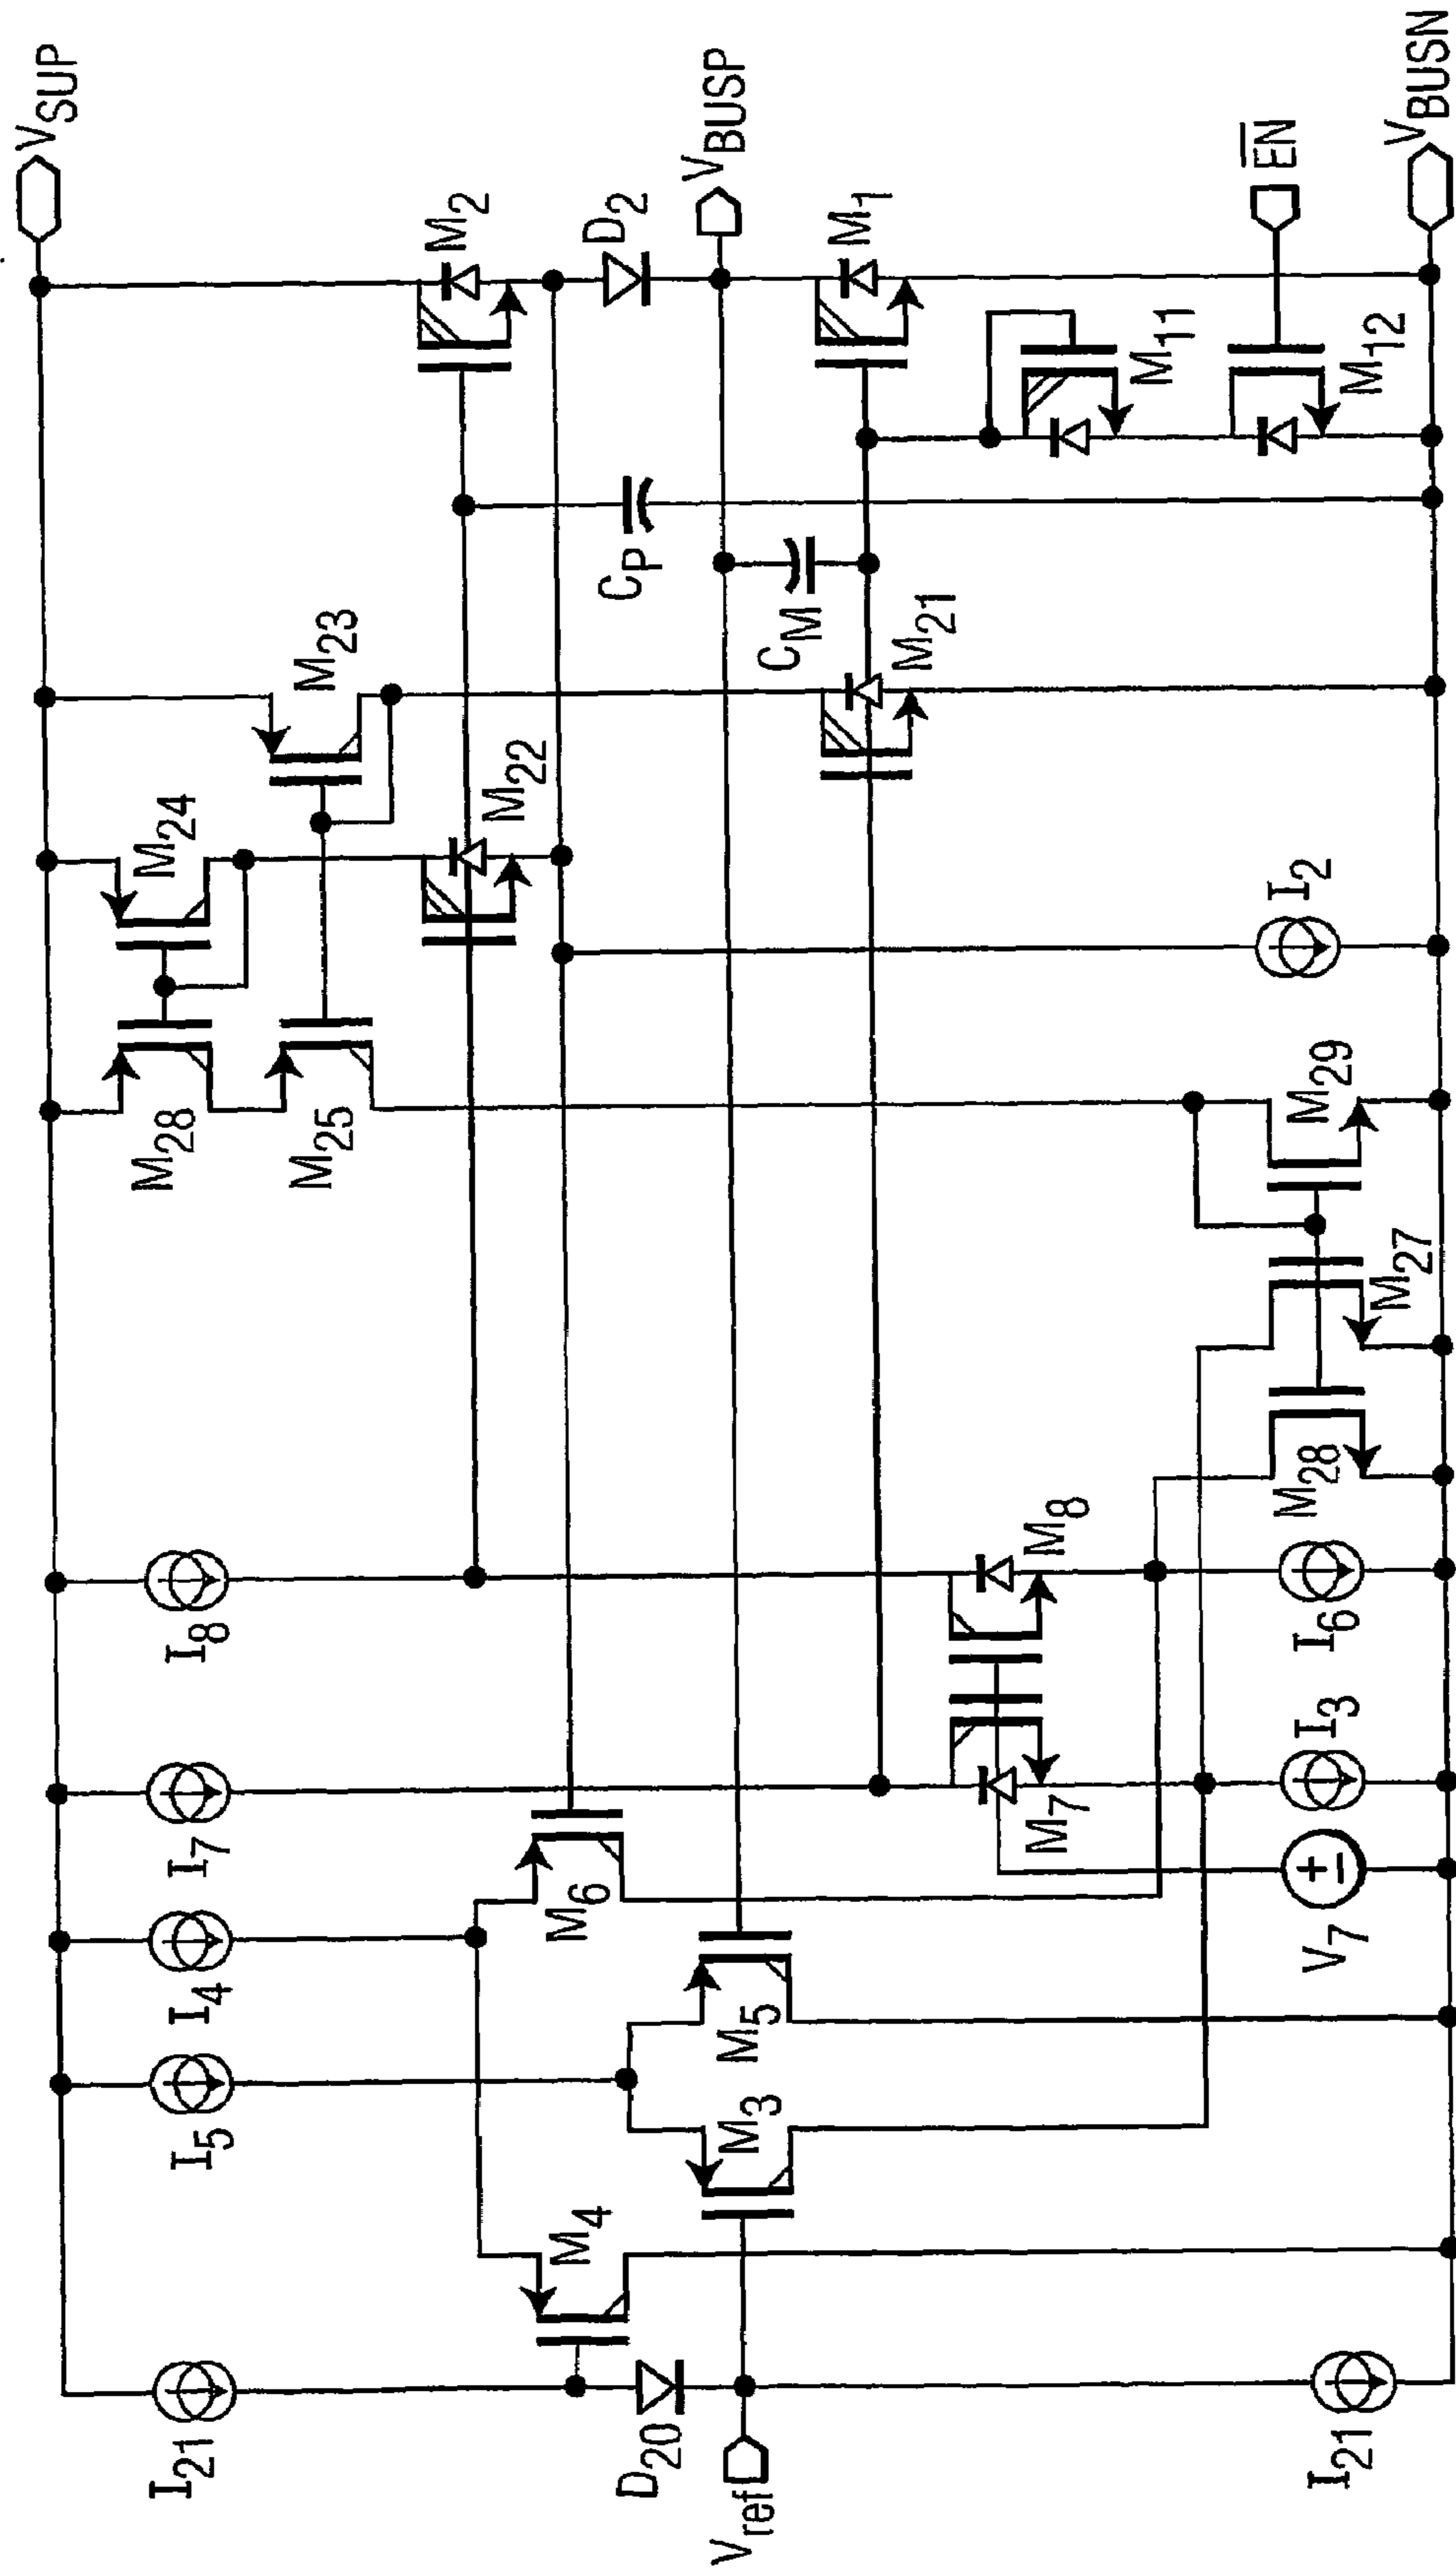 V_SUP
V_BUSP
V_BUSN
EN
M_2
D_2
M_1
M_11
M_12
C_P
C_M
M_21
M_23
M_22
M_24
I_2
M_28
M_25
M_29
M_27
M_28
M_8
I_8
I_6
I_7
M_7
I_3
M_6
I_4
V_7
+-
M_5
I_5
M_3
M_4
I_21
D_20
V_ref
I_21